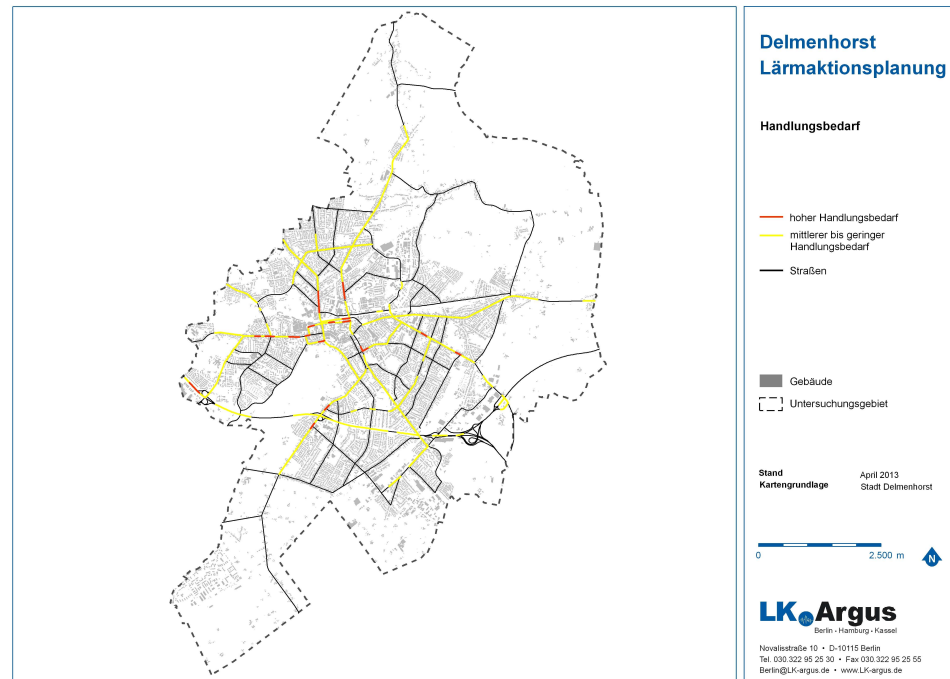 Delmenhorst
Lärmaktionsplanung
Handlungsbedarf
hoher Handlungsbedarf
mittlerer bis geringer
Handlungsbedarf
Straßen
Gebäude
Untersuchungsgebiet
Stand April 2013
Kartengrundlage Stadt Delmenhorst
0 2.500 m
N
LK Argus
Berlin - Hamburg - Kassel
Novalisstraße 10 • D-10115 Berlin
Tel. 030.322 95 25 30 • Fax 030.322 95 25 55
Berlin@LK-argus.de • www.LK-argus.de